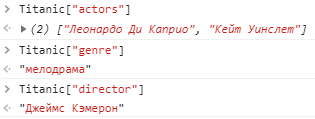 Titanic["actors"]
(2) ["Леонардо Ди Каприо", "Кейт Уинслет"]
Titanic["genre"]
"мелодрама"
Titanic["director"]
"Джеймс Кэмерон"